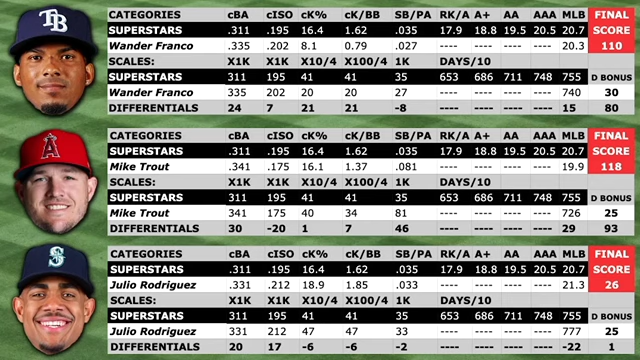 CATEGORIES cBA cISO cK% cK/BB SB/PA RK/A A+ AA AAA MLB FINAL
SUPERSTARS .311 .195 16.4 1.62 .035 17.9 18.8 19.5 20.5 20.7 SCORE
Wander Franco .335 .202 8.1 0.79 .027 ---- ---- ---- ---- 20.3 110
SCALES: X1K X1K X10/4 X100/4 1K DAYS/10
SUPERSTARS 311 195 41 41 35 653 686 711 748 755 D BONUS
Wander Franco 335 202 20 20 27 ---- ---- ---- ---- 740 30
DIFFERENTIALS 24 7 21 21 -8 ---- ---- ---- ---- 15 80
CATEGORIES cBA cISO cK% cK/BB SB/PA RK/A A+ AA AAA MLB FINAL
SUPERSTARS .311 .195 16.4 1.62 .035 17.9 18.8 19.5 20.5 20.7 SCORE
Mike Trout .341 .175 16.1 1.37 .081 ---- ---- ---- ---- 19.9 118
SCALES: X1K X1K X10/4 X100/4 1K DAYS/10
SUPERSTARS 311 195 41 41 35 653 686 711 748 755 D BONUS
Mike Trout 341 175 40 34 81 ---- ---- ---- ---- 726 25
DIFFERENTIALS 30 -20 1 7 46 ---- ---- ---- ---- 29 93
CATEGORIES cBA cISO cK% cK/BB SB/PA RK/A A+ AA AAA MLB FINAL
SUPERSTARS .311 .195 16.4 1.62 .035 17.9 18.8 19.5 20.5 20.7 SCORE
Julio Rodriguez .331 .212 18.9 1.85 .033 ---- ---- ---- ---- 21.3 26
SCALES: X1K X1K X10/4 X100/4 1K DAYS/10
SUPERSTARS 311 195 41 41 35 653 686 711 748 755 D BONUS
Julio Rodriguez 331 212 47 47 33 ---- ---- ---- ---- 777 25
DIFFERENTIALS 20 17 -6 -6 -2 ---- ---- ---- ---- -22 1
TB
A
S